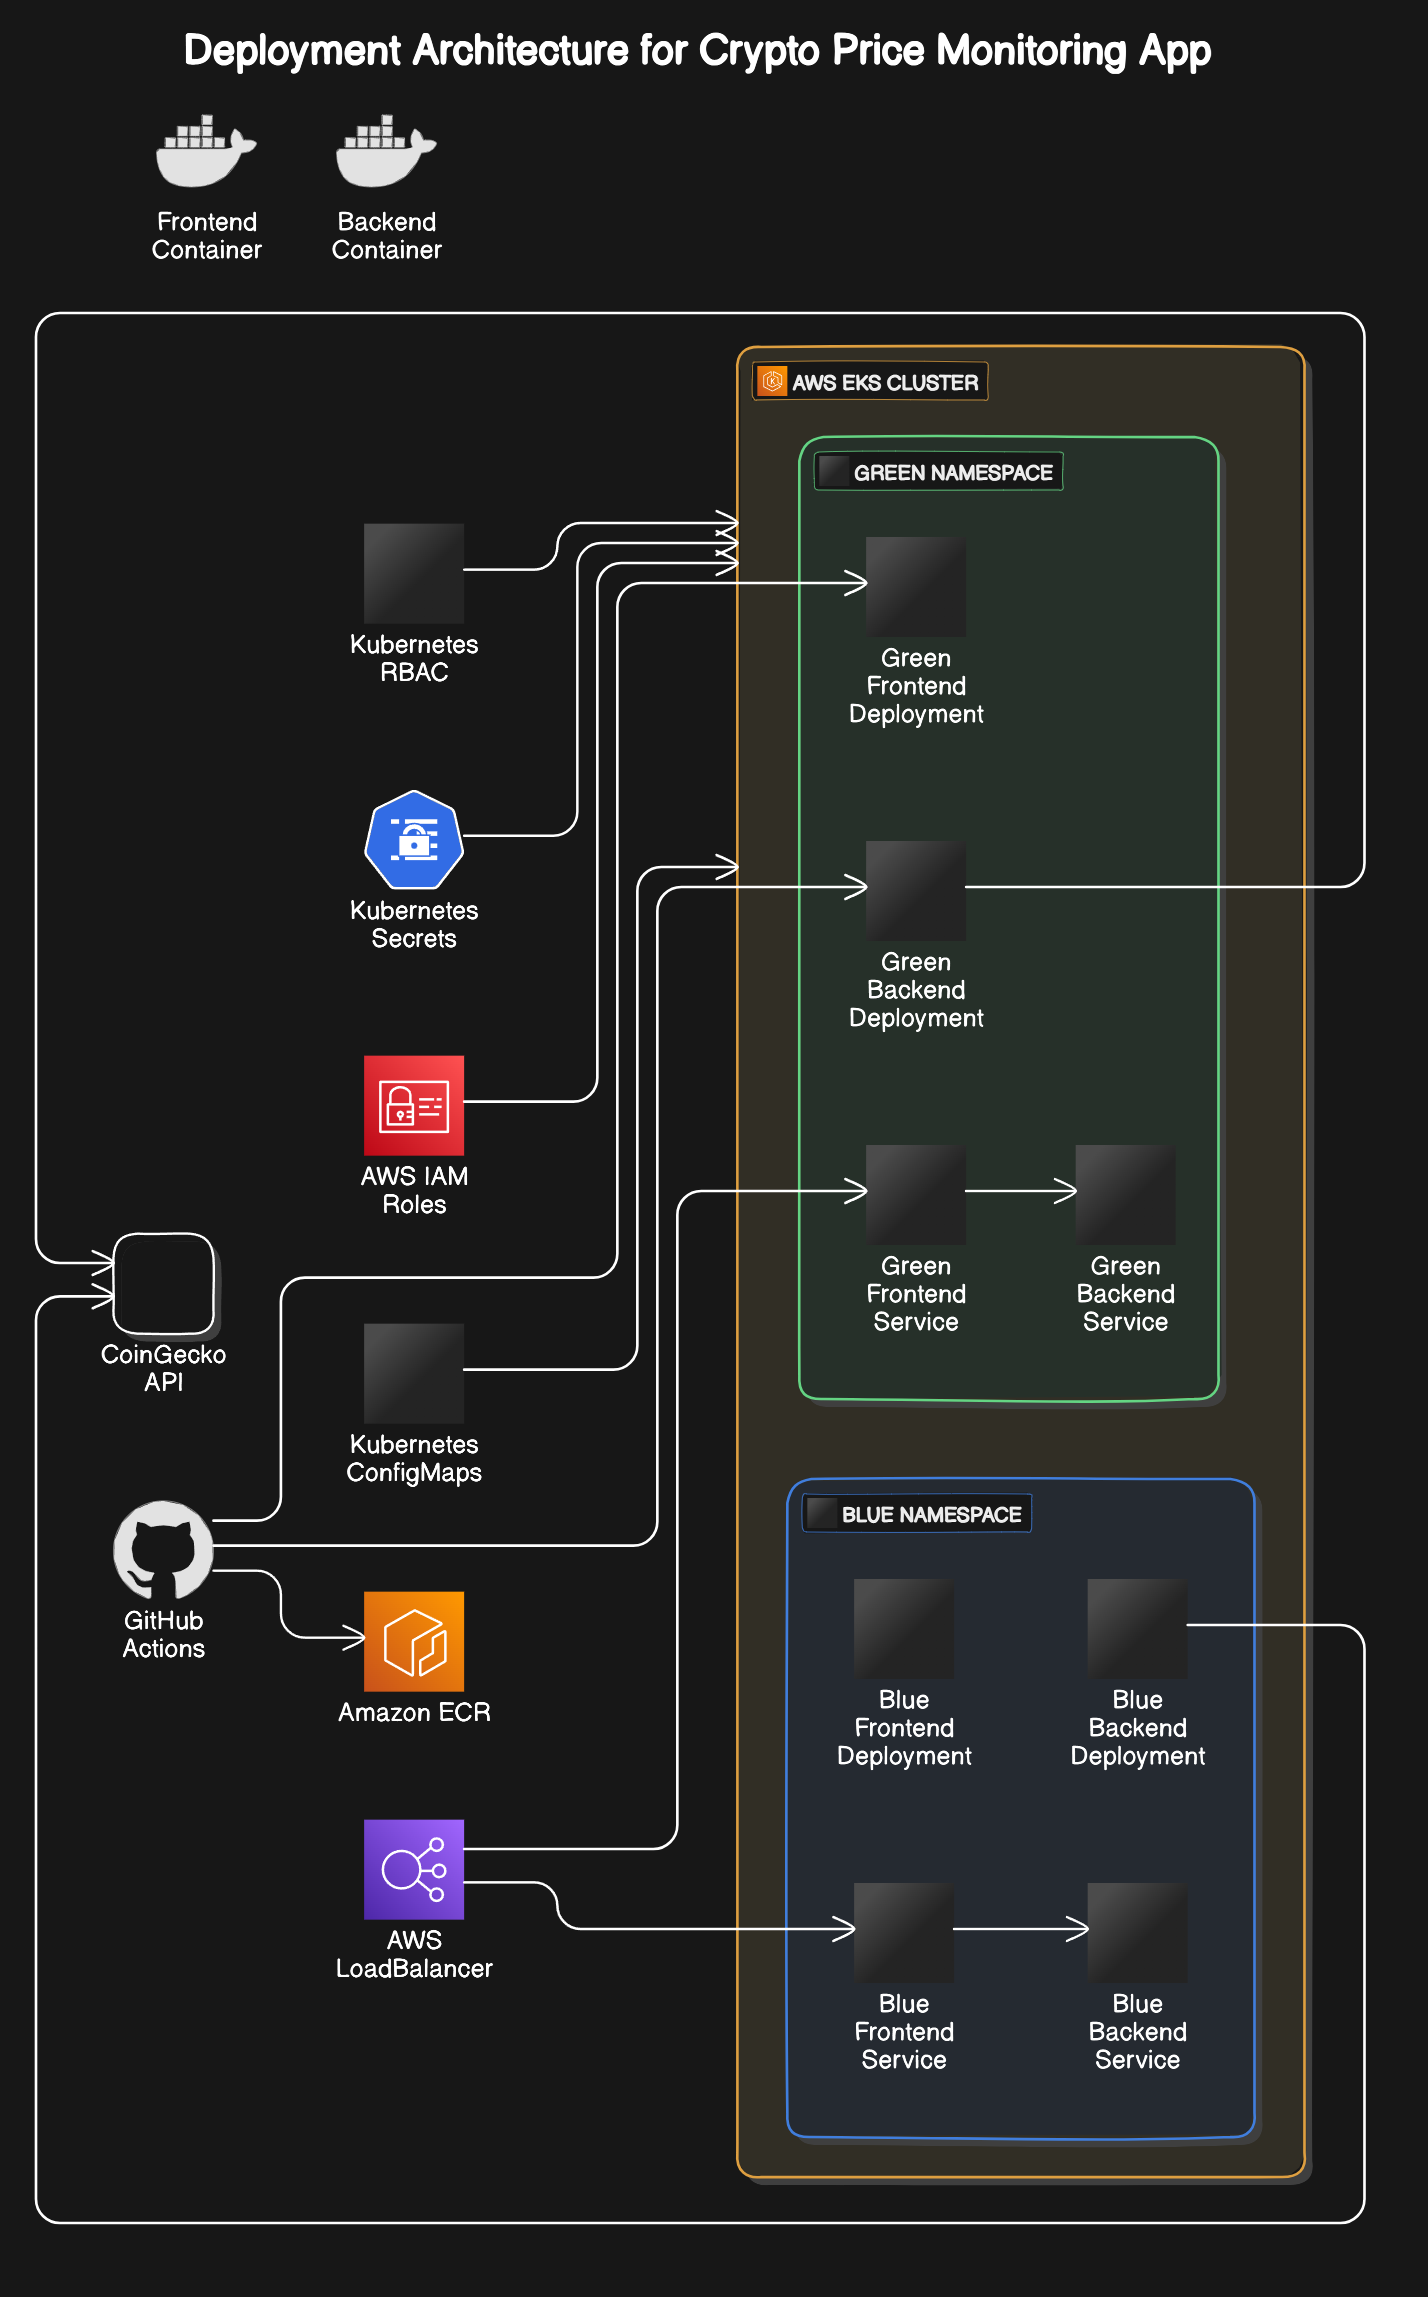 Deployment Architecture for Crypto Price Monitoring App
Frontend
Container
Backend
Container
AWS EKS CLUSTER
GREEN NAMESPACE
Kubernetes
RBAC
Green
Frontend
Deployment
Kubernetes
Secrets
Green
Backend
Deployment
AWS IAM
Roles
Green
Frontend
Service
Green
Backend
Service
CoinGecko
API
Kubernetes
ConfigMaps
BLUE NAMESPACE
GitHub
Actions
Amazon ECR
Blue
Frontend
Deployment
Blue
Backend
Deployment
AWS
LoadBalancer
Blue
Frontend
Service
Blue
Backend
Service